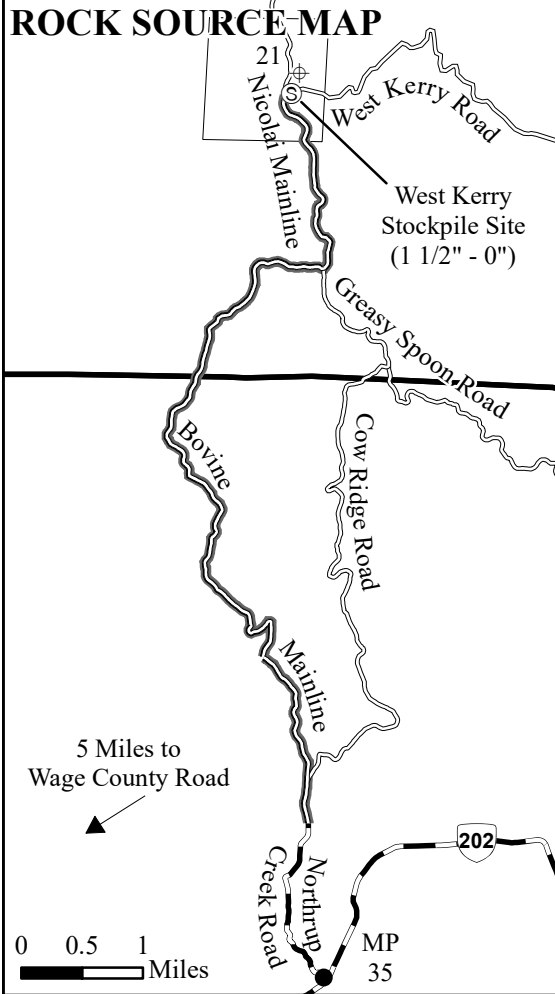 ROCK SOURCE MAP
21
S
Nicolai Mainline
West Kerry Road
West Kerry
Stockpile Site
(1 1/2" - 0")
Greasy Spoon Road
Bovine
Cow Ridge Road
Mainline
5 Miles to
Wage County Road
202
Northrup
Creek Road
MP
35
0 0.5 1
Miles